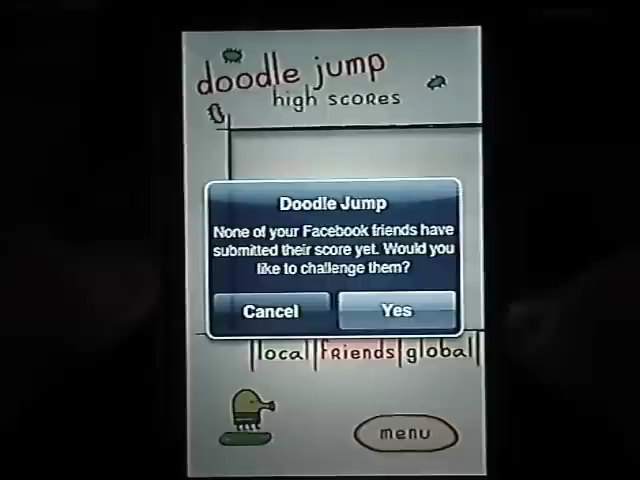 doodle jump
high scores
Doodle Jump
None of your Facebook friends have
submitted their score yet. Would you
like to challenge them?
Cancel Yes
local friends global
menu